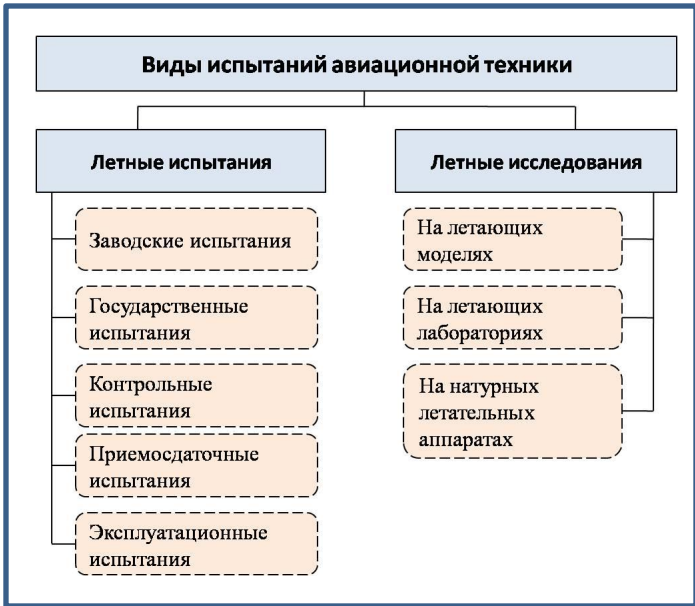 Виды испытаний авиационной техники
Летные испытания
Заводские испытания
Государственные
испытания
Контрольные
испытания
Приемосдаточные
испытания
Эксплуатационные
испытания
Летные исследования
На летающих
моделях
На летающих
лабораториях
На натурных
летательных
аппаратах